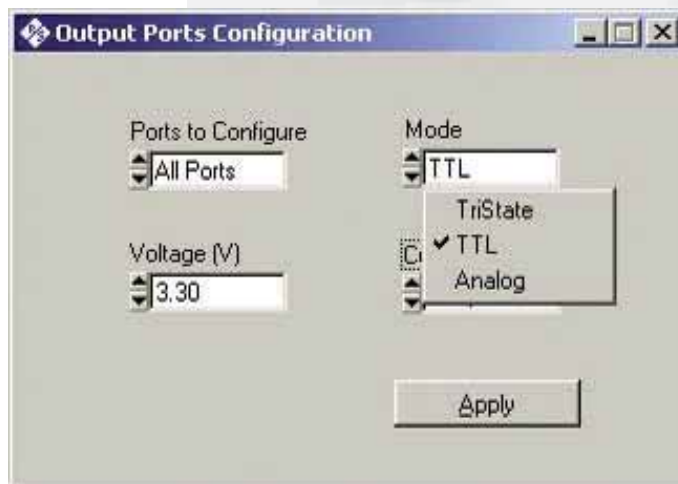 Output Ports Configuration
Ports to Configure
All Ports
Mode
TTL
TriState
TTL
Analog
Voltage (V)
3.30
Apply